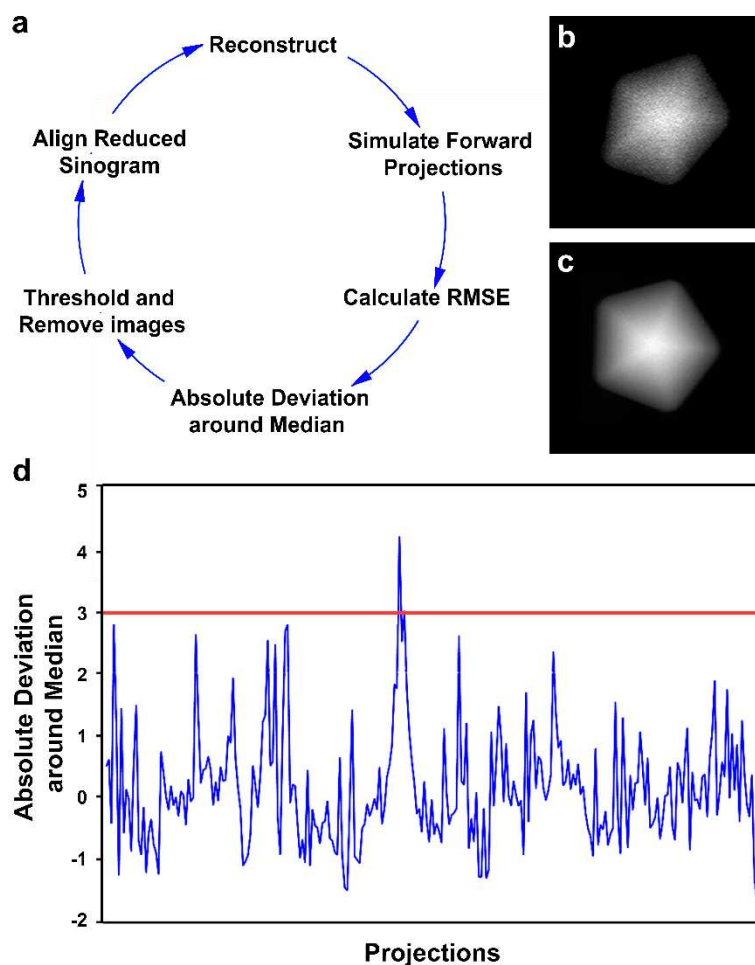 a
Reconstruct
Simulate Forward
Projections
Calculate RMSE
Absolute Deviation
around Median
Threshold and
Remove images
Align Reduced
Sinogram
b
c
d
Absolute Deviation
around Median
5
4
3
2
1
0
-1
-2
Projections